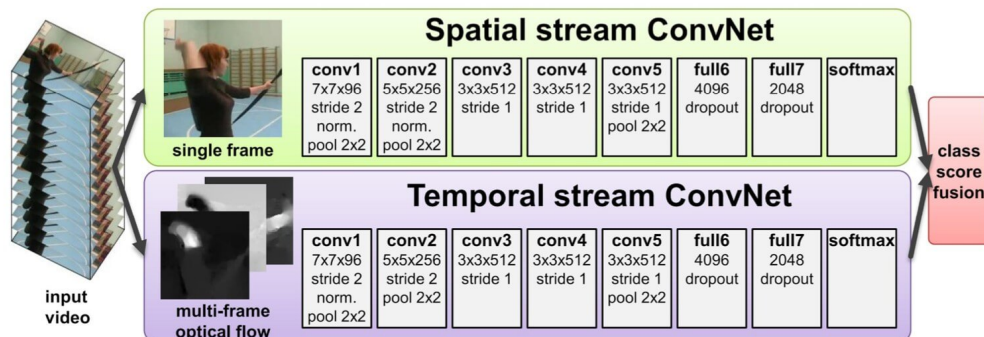 Spatial stream ConvNet
conv1
7x7x96
stride 2
norm.
pool 2x2
conv2
5x5x256
stride 2
norm.
pool 2x2
conv3
3x3x512
stride 1
conv4
3x3x512
stride 1
conv5
3x3x512
stride 1
pool 2x2
full6
4096
dropout
full7
2048
dropout
softmax
single frame
input
video
Temporal stream ConvNet
conv1
7x7x96
stride 2
norm.
pool 2x2
conv2
5x5x256
stride 2
pool 2x2
conv3
3x3x512
stride 1
conv4
3x3x512
stride 1
conv5
3x3x512
stride 1
pool 2x2
full6
4096
dropout
full7
2048
dropout
softmax
multi-frame
optical flow
class
score
fusion